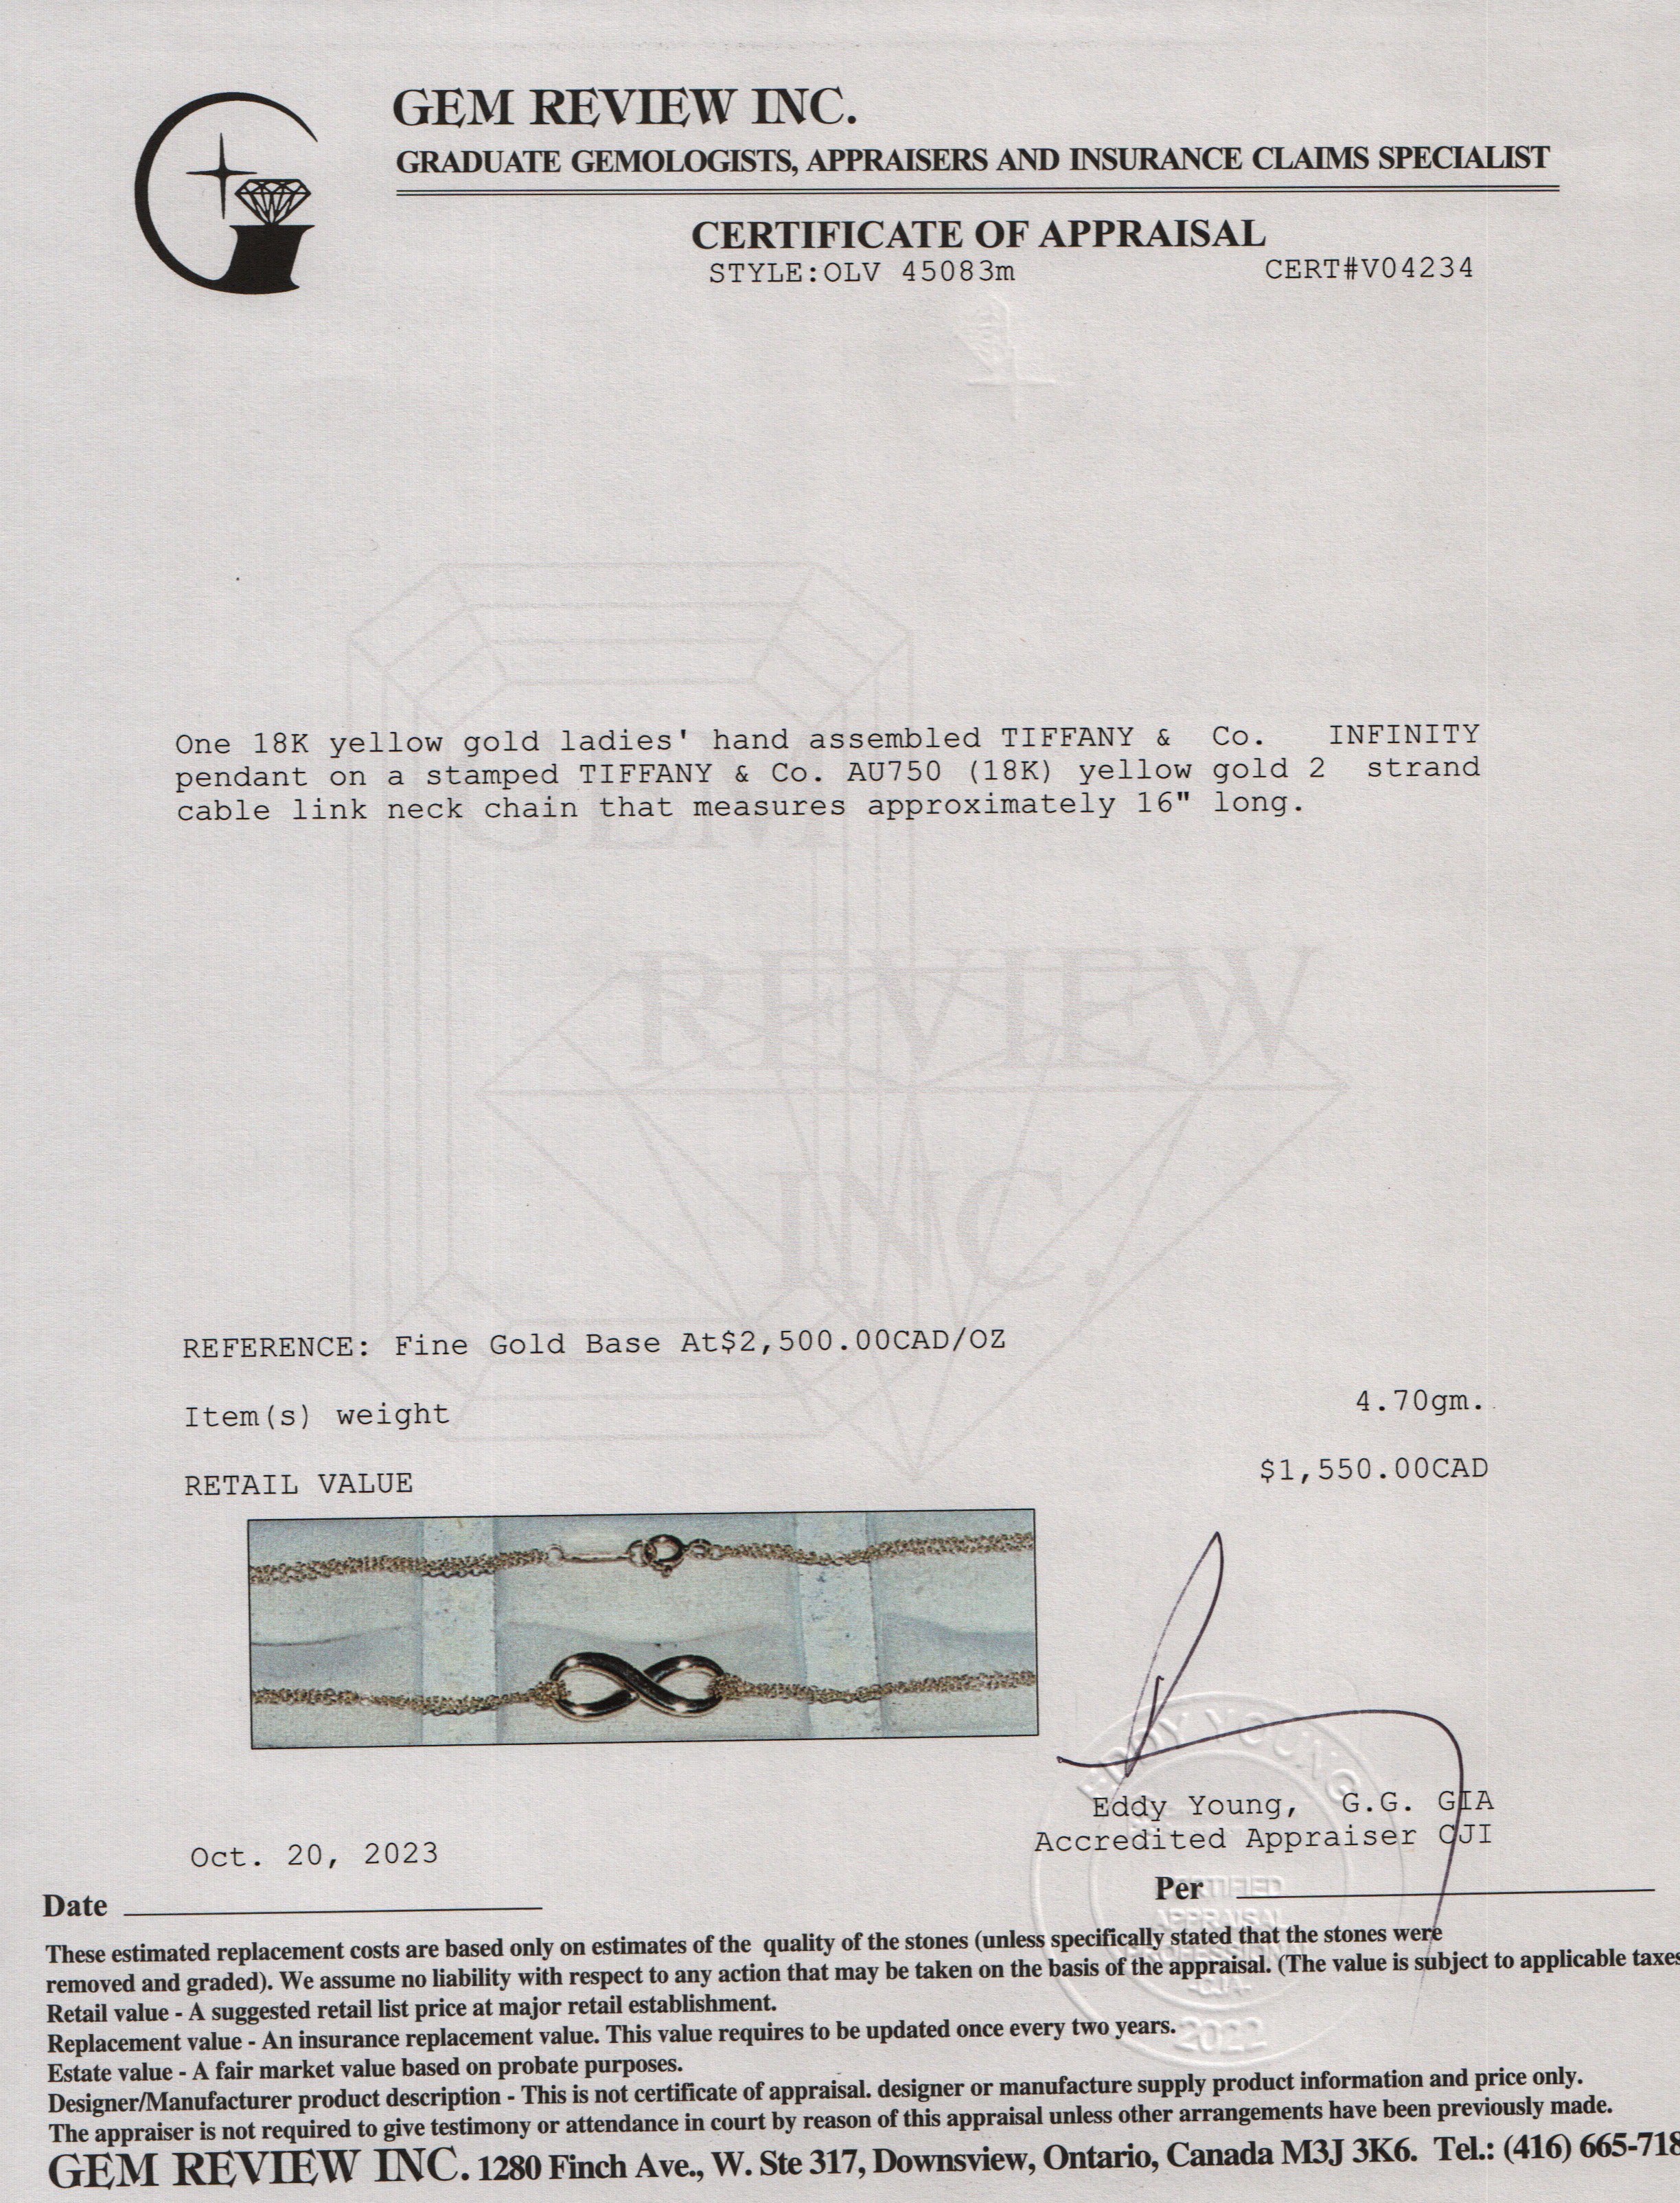 GEM REVIEW INC.
GRADUATE GEMOLOGISTS, APPRAISERS AND INSURANCE CLAIMS SPECIALIST
CERTIFICATE OF APPRAISAL
STYLE:OLV 45083m CERT#V04234
One 18K yellow gold ladies' hand assembled TIFFANY & Co. INFINITY
pendant on a stamped TIFFANY & Co. AU750 (18K) yellow gold 2 strand
cable link neck chain that measures approximately 16" long.
GEM
REVIEW
INC.
REFERENCE: Fine Gold Base At$2,500.00CAD/OZ
Item(s) weight 4.70gm.
RETAIL VALUE $1,550.00CAD
EDDY YOUNG
Eddy Young, G.G. GIA
Accredited Appraiser CJI
Oct. 20, 2023
Date
Per
CERTIFIED
APPRAISAL
PROFESSIONAL
-CJA-
2022
These estimated replacement costs are based only on estimates of the quality of the stones (unless specifically stated that the stones were
removed and graded). We assume no liability with respect to any action that may be taken on the basis of the appraisal. (The value is subject to applicable taxes
Retail value - A suggested retail list price at major retail establishment.
Replacement value - An insurance replacement value. This value requires to be updated once every two years.
Estate value - A fair market value based on probate purposes.
Designer/Manufacturer product description - This is not certificate of appraisal. designer or manufacture supply product information and price only.
The appraiser is not required to give testimony or attendance in court by reason of this appraisal unless other arrangements have been previously made.
GEM REVIEW INC. 1280 Finch Ave., W. Ste 317, Downsview, Ontario, Canada M3J 3K6. Tel.: (416) 665-718